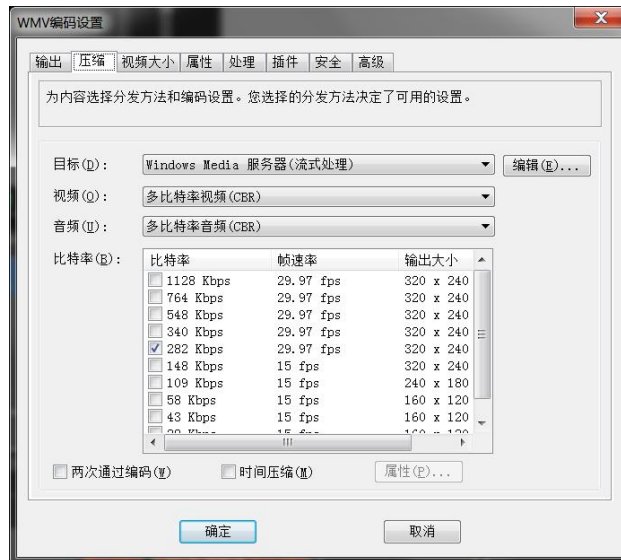 WMV编码设置
输出 压缩 视频大小 属性 处理 插件 安全 高级
为内容选择分发方法和编码设置。您选择的分发方法决定了可用的设置。
目标(D): Windows Media 服务器(流式处理) 编辑(E)...
视频(O): 多比特率视频(CBR)
音频(U): 多比特率音频(CBR)
比特率(B): 比特率 帧速率 输出大小
1128 Kbps 29.97 fps 320 x 240
764 Kbps 29.97 fps 320 x 240
548 Kbps 29.97 fps 320 x 240
340 Kbps 29.97 fps 320 x 240
282 Kbps 29.97 fps 320 x 240
148 Kbps 15 fps 320 x 240
109 Kbps 15 fps 240 x 180
58 Kbps 15 fps 160 x 120
43 Kbps 15 fps 160 x 120
两次通过编码(W) 时间压缩(M) 属性(P)...
确定 取消